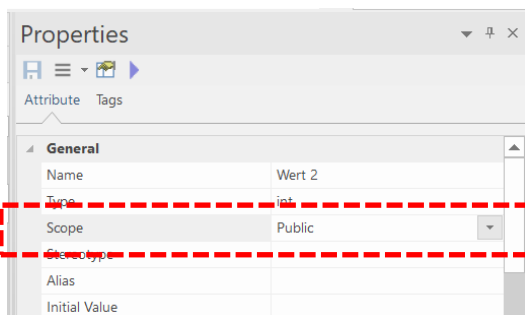 Properties
Attribute Tags
General
Name Wert 2
Type int
Scope Public
Stereotype
Alias
Initial Value